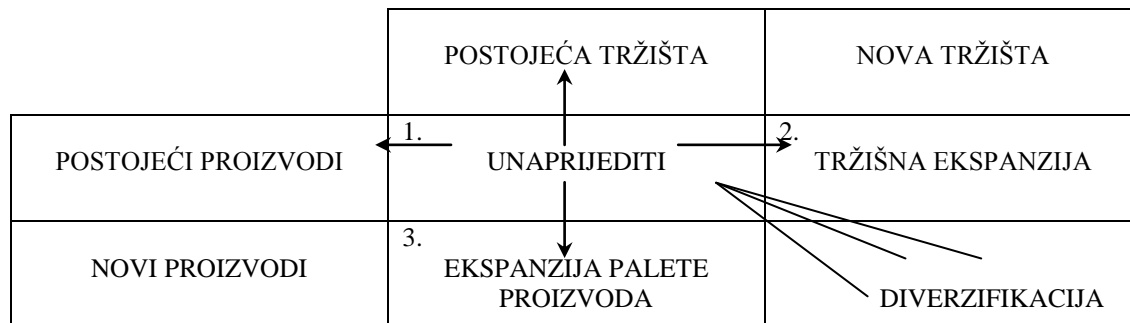 POSTOJEĆA TRŽIŠTA
NOVA TRŽIŠTA
POSTOJEĆI PROIZVODI
1.
UNAPRIJEDITI
2.
TRŽIŠNA EKSPANZIJA
NOVI PROIZVODI
3.
EKSPANZIJA PALETE
PROIZVODA
DIVERZIFIKACIJA